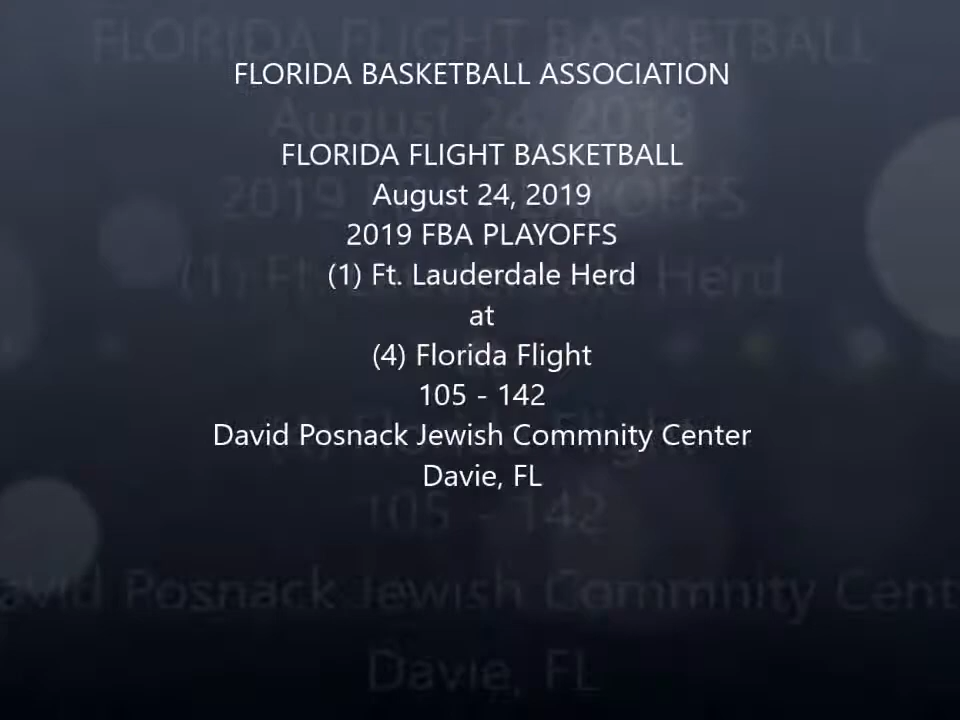 FLORIDA BASKETBALL ASSOCIATION
FLORIDA FLIGHT BASKETBALL
August 24, 2019
2019 FBA PLAYOFFS
(1) Ft. Lauderdale Herd
at
(4) Florida Flight
105 - 142
David Posnack Jewish Commnity Center
Davie, FL